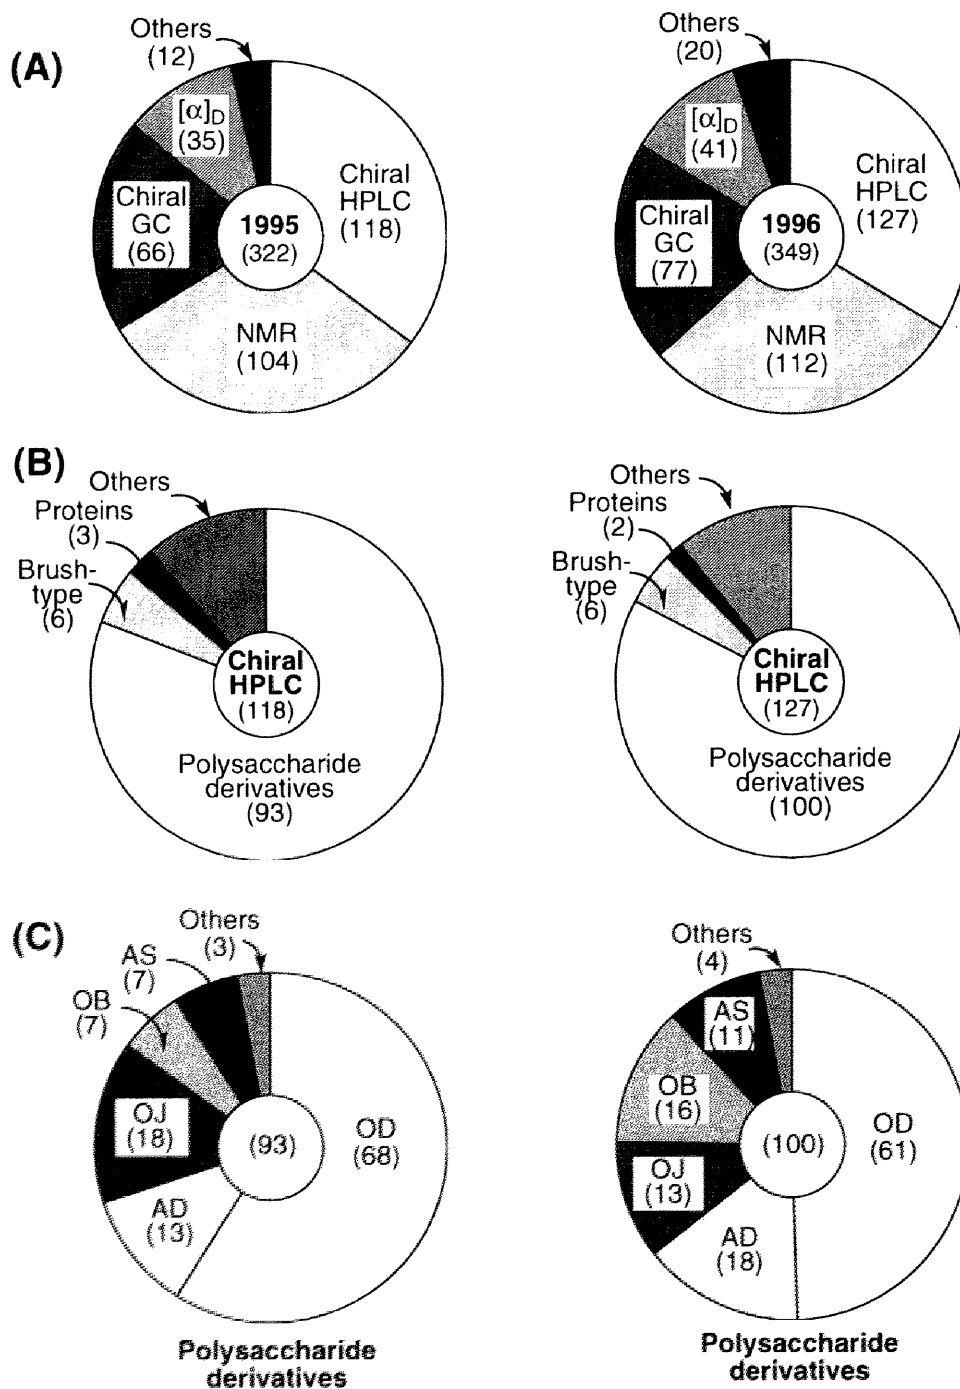 (A)
Others
(12)
[α]D
(35)
Chiral
HPLC
(118)
Chiral
GC
(66)
1995
(322)
NMR
(104)
Others
(20)
[α]D
(41)
Chiral
HPLC
(127)
Chiral
GC
(77)
1996
(349)
NMR
(112)
(B)
Others
Proteins
(3)
Brush-
type
(6)
Chiral
HPLC
(118)
Polysaccharide
derivatives
(93)
Others
Proteins
(2)
Brush-
type
(6)
Chiral
HPLC
(127)
Polysaccharide
derivatives
(100)
(C)
Others
(3)
AS
(7)
OB
(7)
OJ
(18)
(93)
OD
(68)
AD
(13)
Polysaccharide
derivatives
Others
(4)
AS
(11)
OB
(16)
OJ
(13)
(100)
OD
(61)
AD
(18)
Polysaccharide
derivatives